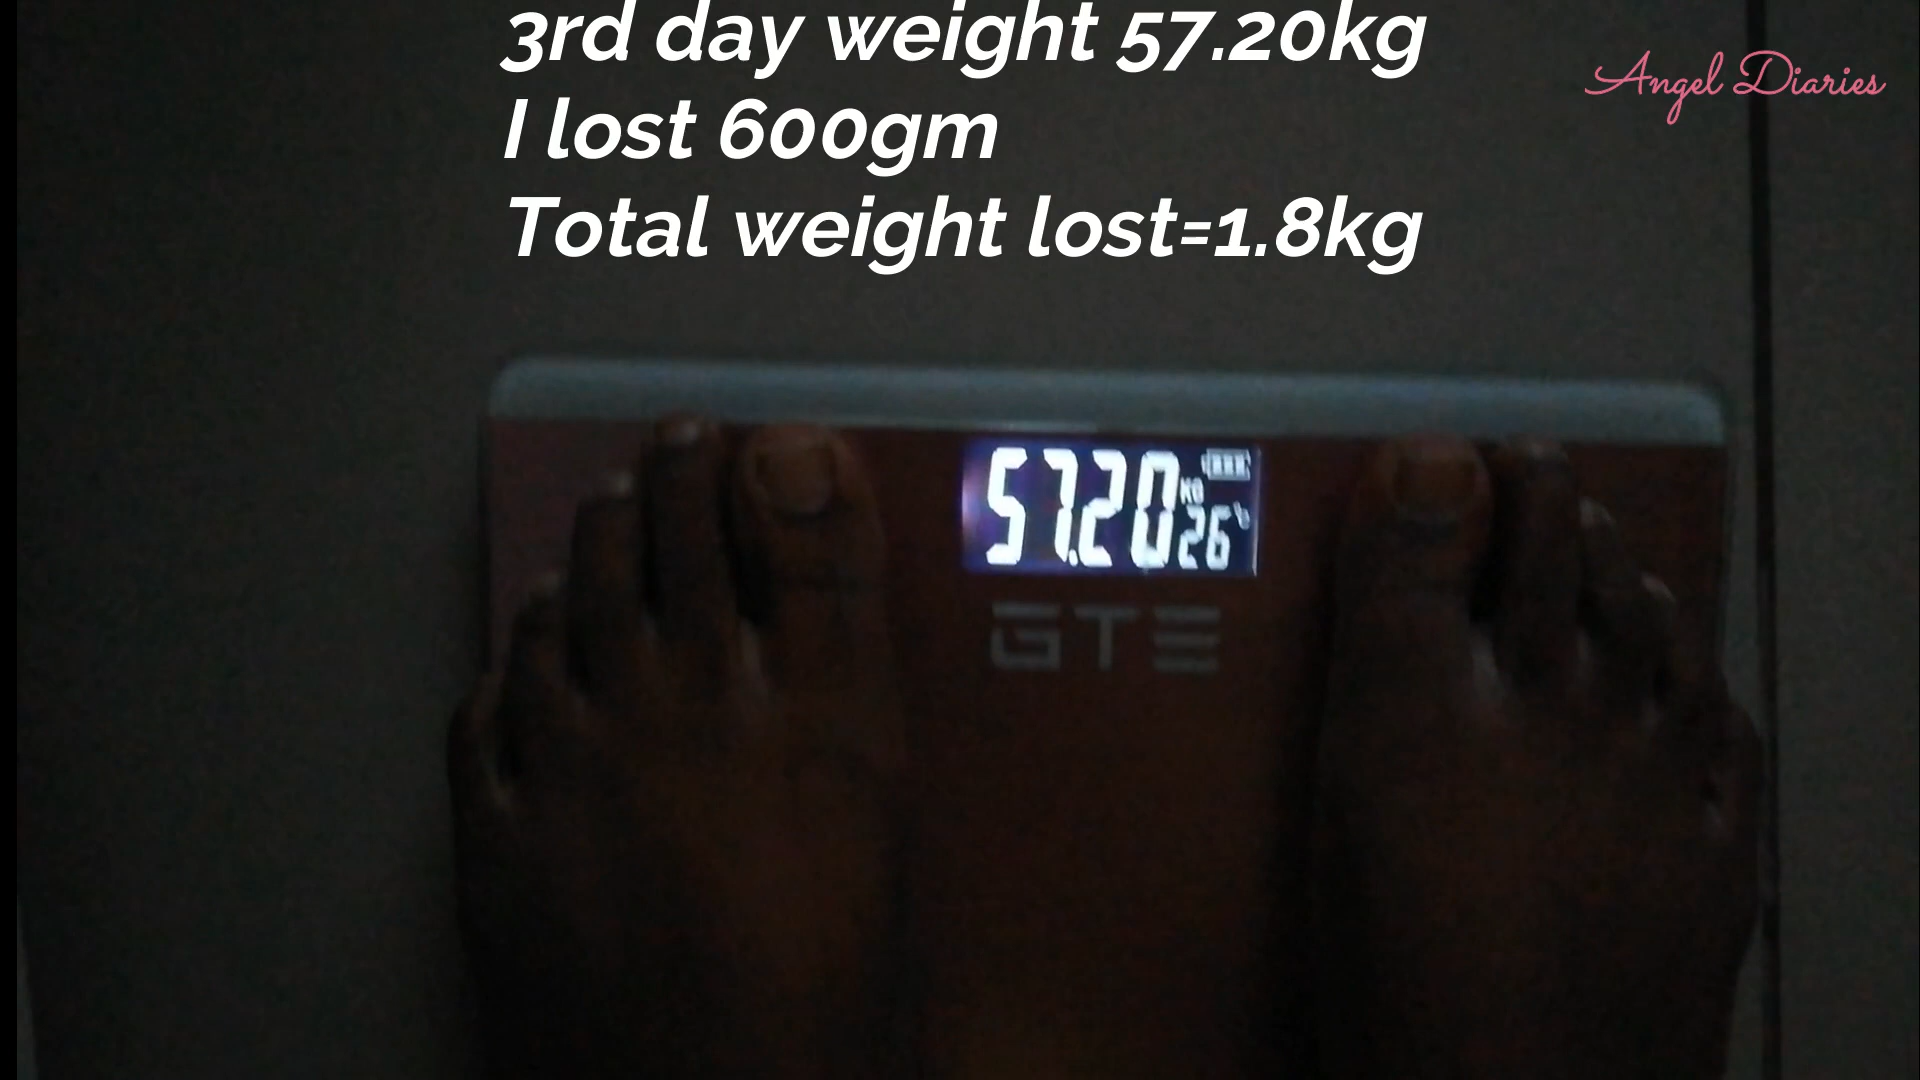 3rd day weight 57.20kg
I lost 600gm
Total weight lost=1.8kg
Angel Diaries
57.20 KG 26°
GTE